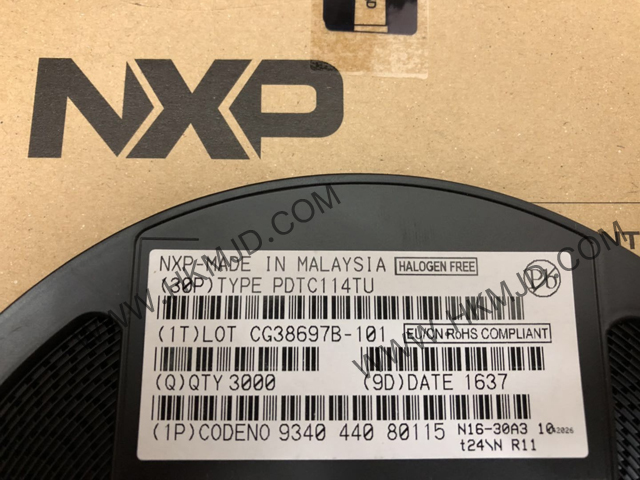 NXP
WWW.HKMJD.COM
NXP-MADE IN MALAYSIA HALOGEN FREE
(30P)TYPE PDTC114TU
Pb
WWW.HKMJD.COM
(1T)LOT CG38697B-101 EU/CN RoHS COMPLIANT
(Q)QTY 3000 (9D)DATE 1637
(1P)CODENO 9340 440 80115 N16-30A3 10
t24\N R11